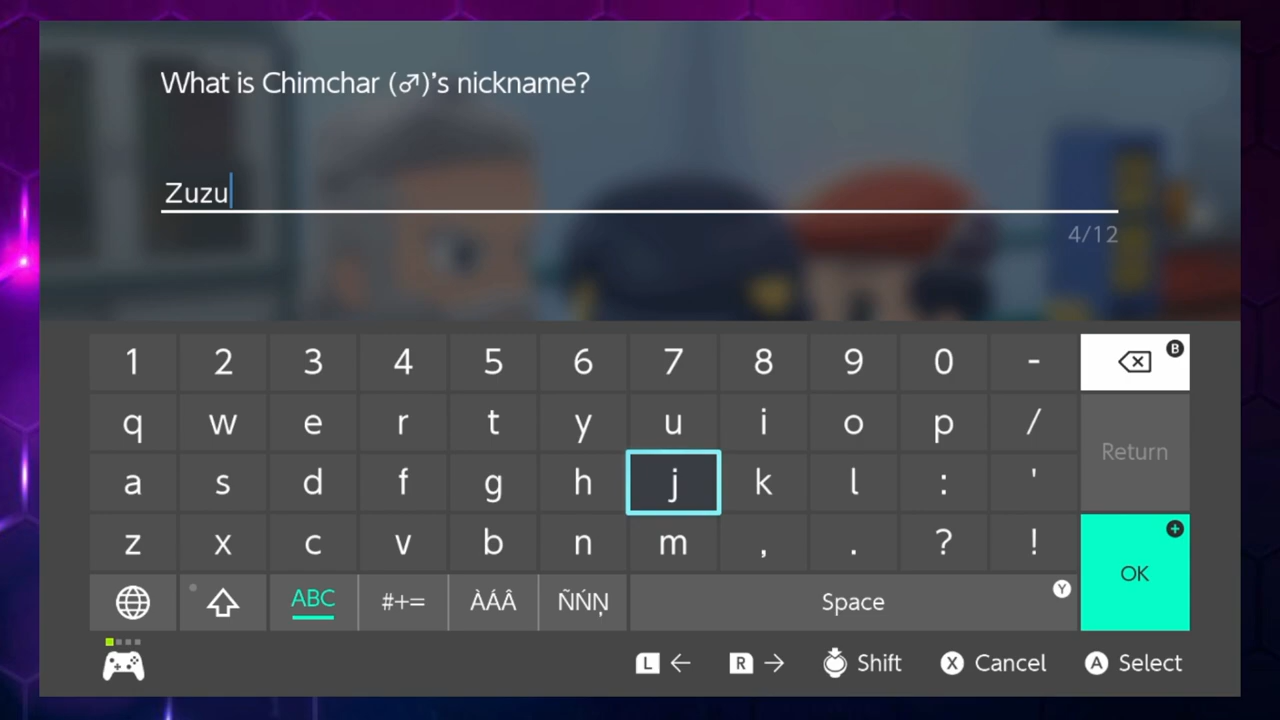 What is Chimchar (♂)'s nickname?
Zuzu
4/12
1 2 3 4 5 6 7 8 9 0 - B
q w e r t y u i o p /
a s d f g h j k l : ' Return
z x c v b n m , . ? ! +
ABC #+= ÀÁÂ ÑŃŅ Space Y OK
L ← R → Shift X Cancel A Select